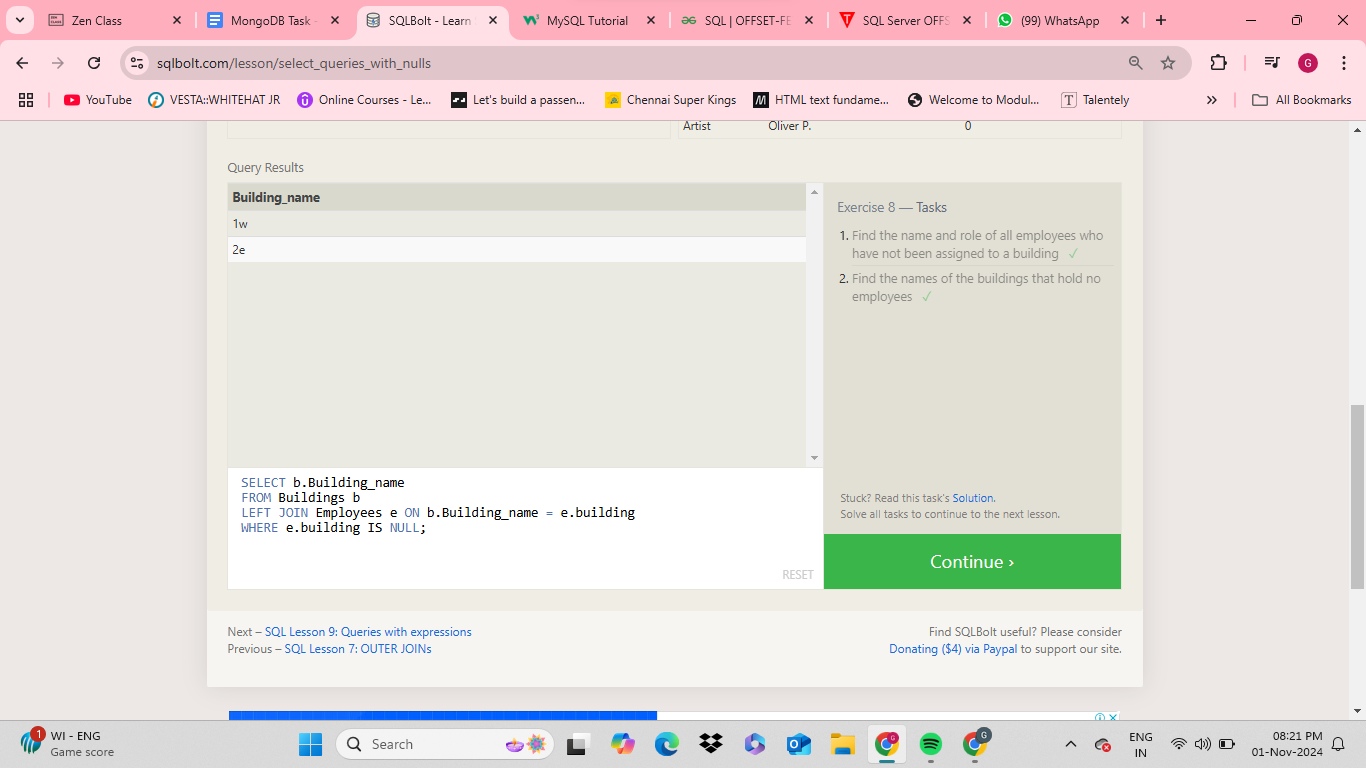 Zen Class
MongoDB Task -
SQLBolt - Learn
MySQL Tutorial
SQL | OFFSET-FE
SQL Server OFFS
(99) WhatsApp
sqlbolt.com/lesson/select_queries_with_nulls
G
YouTube
VESTA::WHITEHAT JR
Online Courses - Le...
Let's build a passen...
Chennai Super Kings
HTML text fundame...
Welcome to Modul...
Talentely
All Bookmarks
Artist Oliver P. 0
Query Results
Building_name
1w
2e
Exercise 8 — Tasks
1. Find the name and role of all employees who
have not been assigned to a building ✓
2. Find the names of the buildings that hold no
employees ✓
SELECT b.Building_name
FROM Buildings b
LEFT JOIN Employees e ON b.Building_name = e.building
WHERE e.building IS NULL;
RESET
Stuck? Read this task's Solution.
Solve all tasks to continue to the next lesson.
Continue ›
Next – SQL Lesson 9: Queries with expressions
Previous – SQL Lesson 7: OUTER JOINs
Find SQLBolt useful? Please consider
Donating ($4) via Paypal to support our site.
1
WI - ENG
Game score
Search
G
G
ENG
IN
08:21 PM
01-Nov-2024